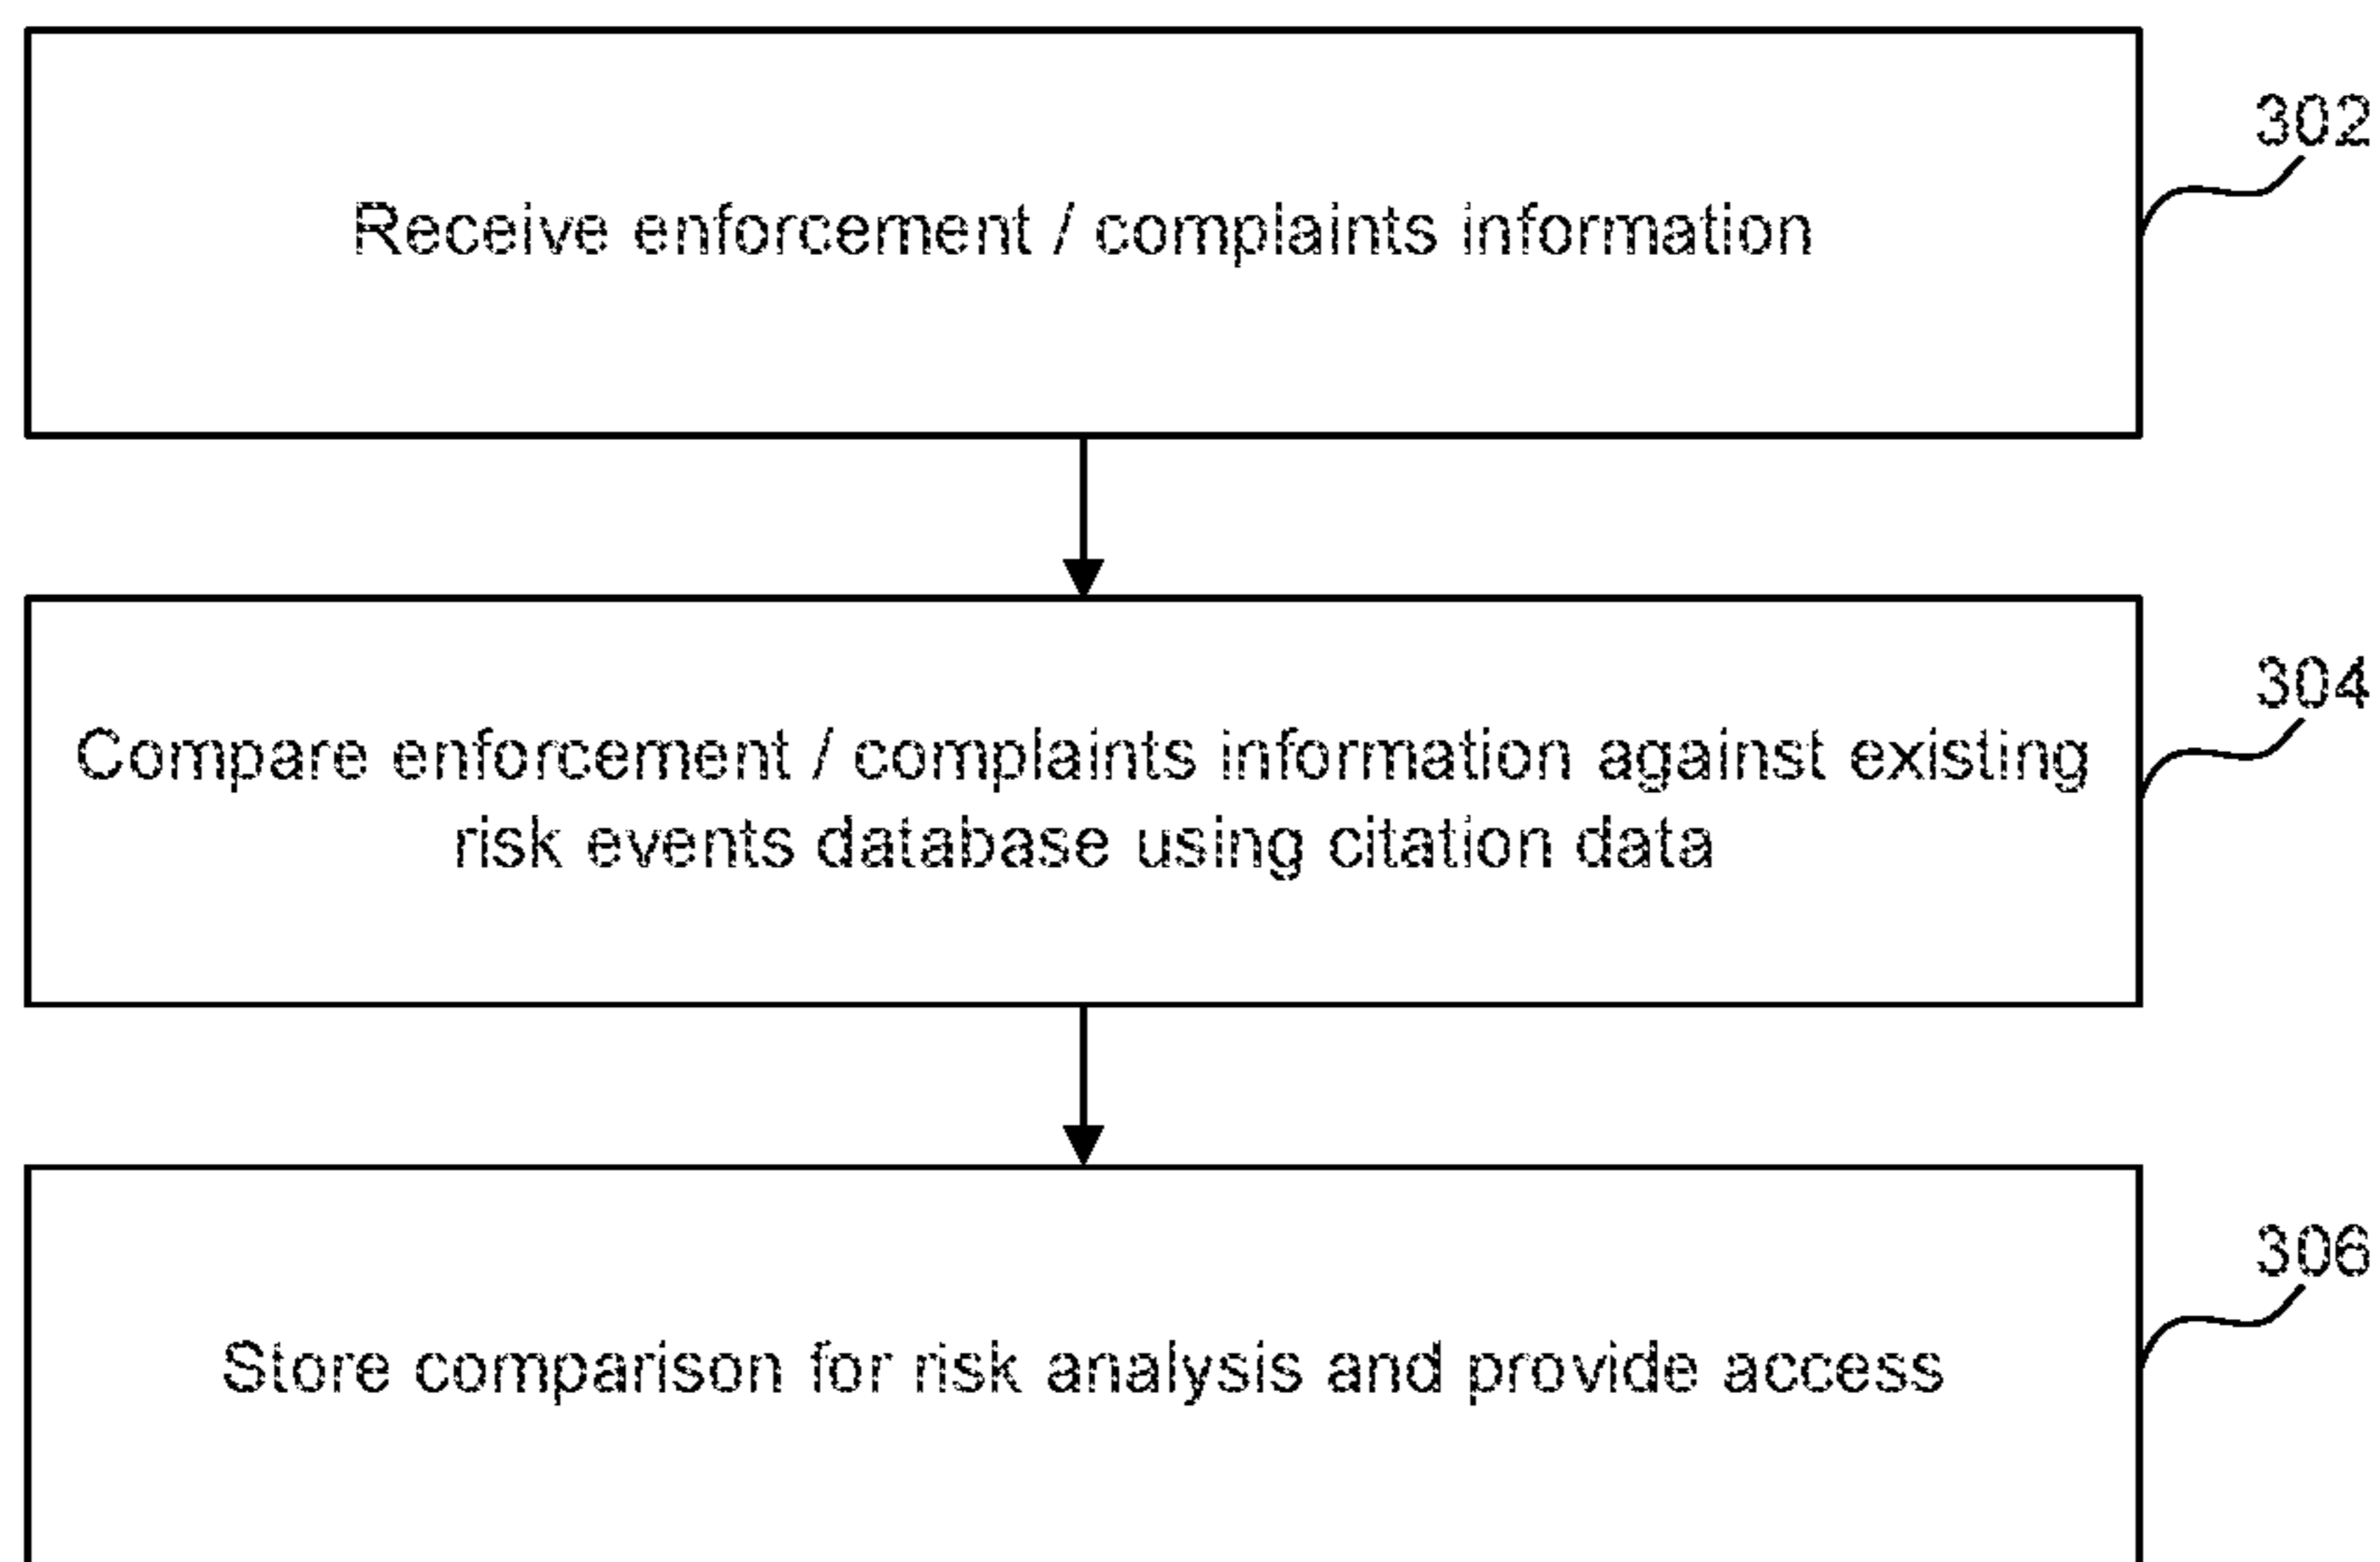 302
Receive enforcement / complaints information
304
Compare enforcement / complaints information against existing
risk events database using citation data
306
Store comparison for risk analysis and provide access